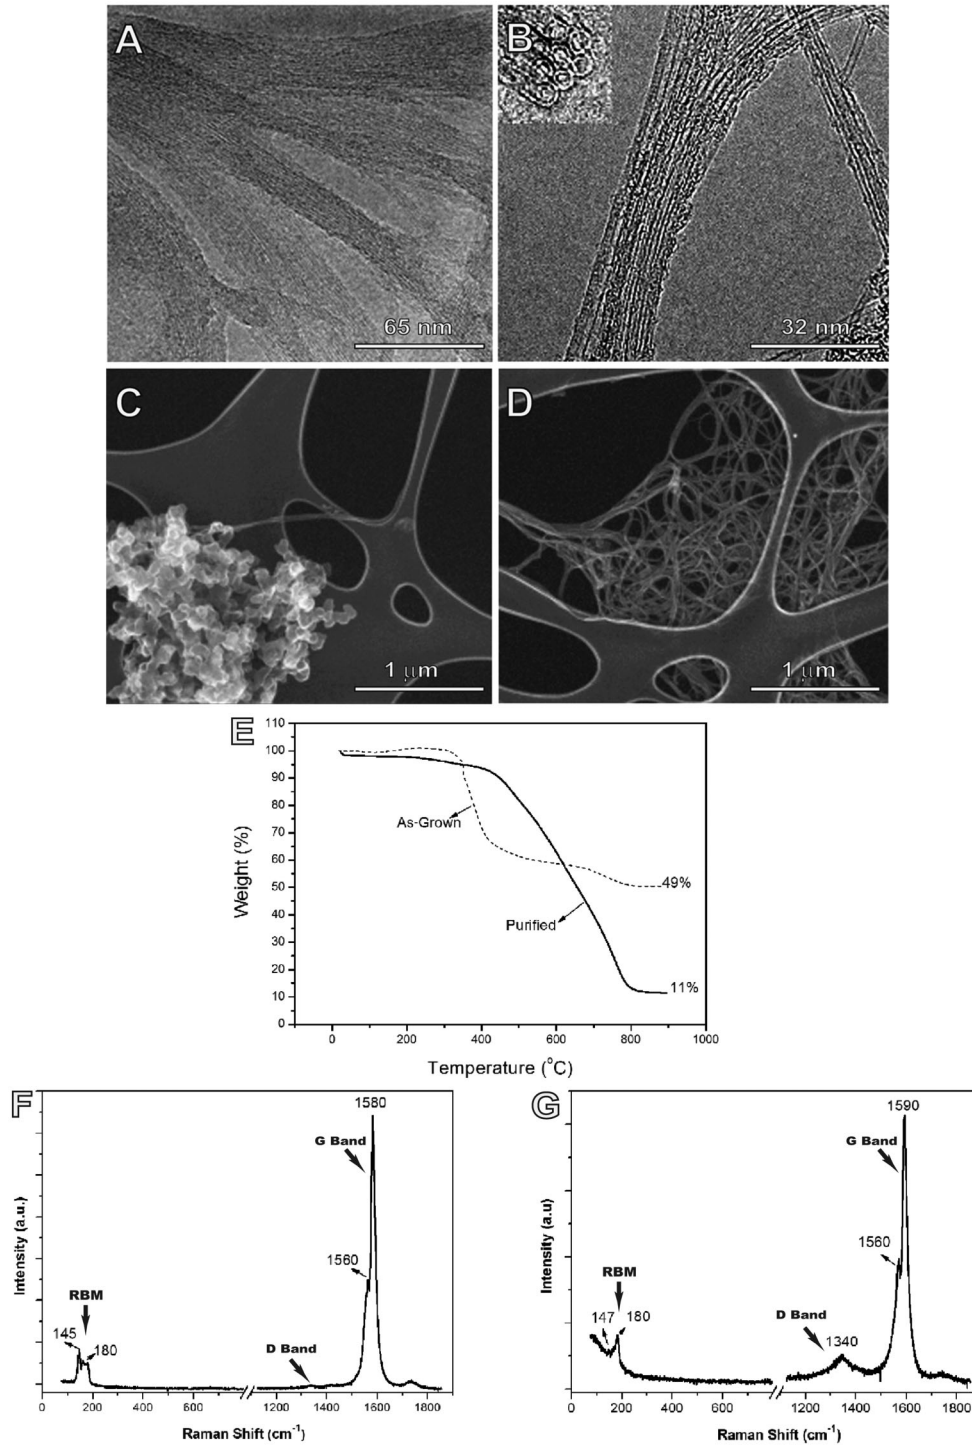 A
B
65 nm
32 nm
C
D
1 μm
1 μm
E
110
100
90
80
70
60
50
40
30
20
10
0
Weight (%)
As-Grown
49%
Purified
11%
0 200 400 600 800 1000
Temperature (°C)
F
1580
G Band
1560
RBM
145
180
D Band
Intensity (a.u.)
0 200 400 600 1200 1400 1600 1800
Raman Shift (cm⁻¹)
G
1590
G Band
1560
RBM
147
180
D Band
1340
Intensity (a.u)
0 200 400 600 1400 1600 1800
Raman Shift (cm⁻¹)